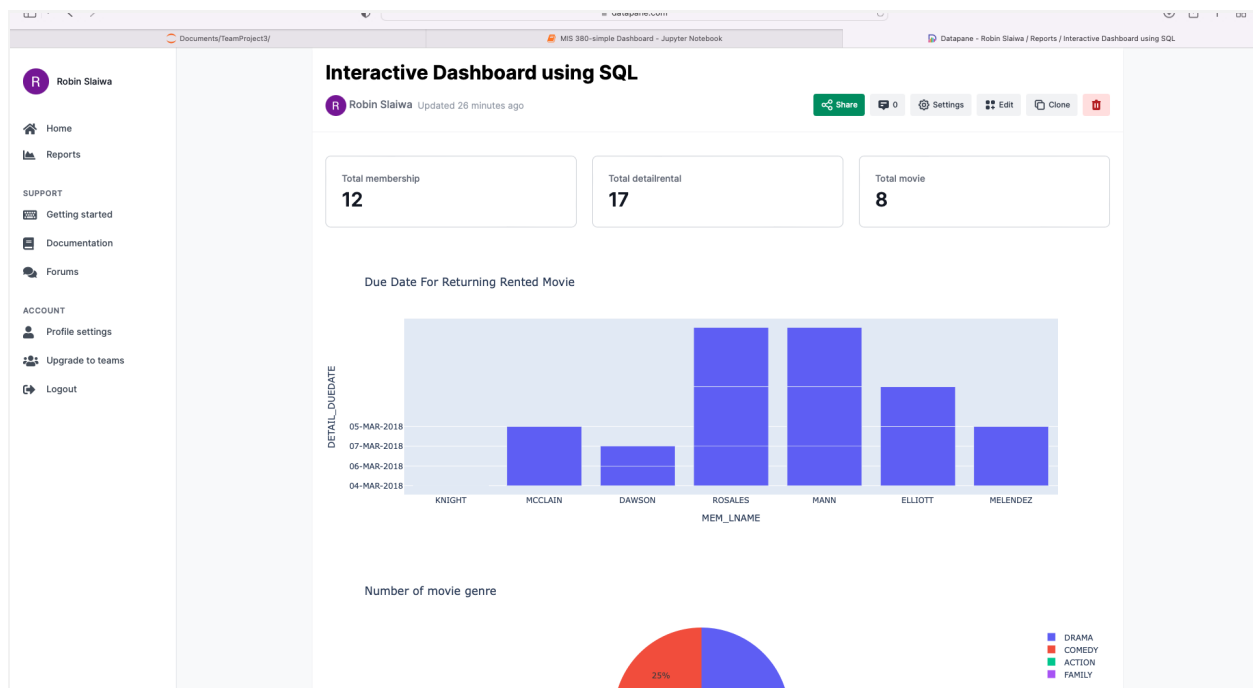 datapane.com
Documents/TeamProject3/
MIS 380-simple Dashboard - Jupyter Notebook
Datapane - Robin Slaiwa / Reports / Interactive Dashboard using SQL
R
Robin Slaiwa
Home
Reports
SUPPORT
Getting started
Documentation
Forums
ACCOUNT
Profile settings
Upgrade to teams
Logout
Interactive Dashboard using SQL
R Robin Slaiwa Updated 26 minutes ago
Share
0
Settings
Edit
Clone
Total membership
12
Total detailrental
17
Total movie
8
Due Date For Returning Rented Movie
DETAIL_DUEDATE
05-MAR-2018
07-MAR-2018
06-MAR-2018
04-MAR-2018
KNIGHT MCCLAIN DAWSON ROSALES MANN ELLIOTT MELENDEZ
MEM_LNAME
Number of movie genre
25%
DRAMA
COMEDY
ACTION
FAMILY